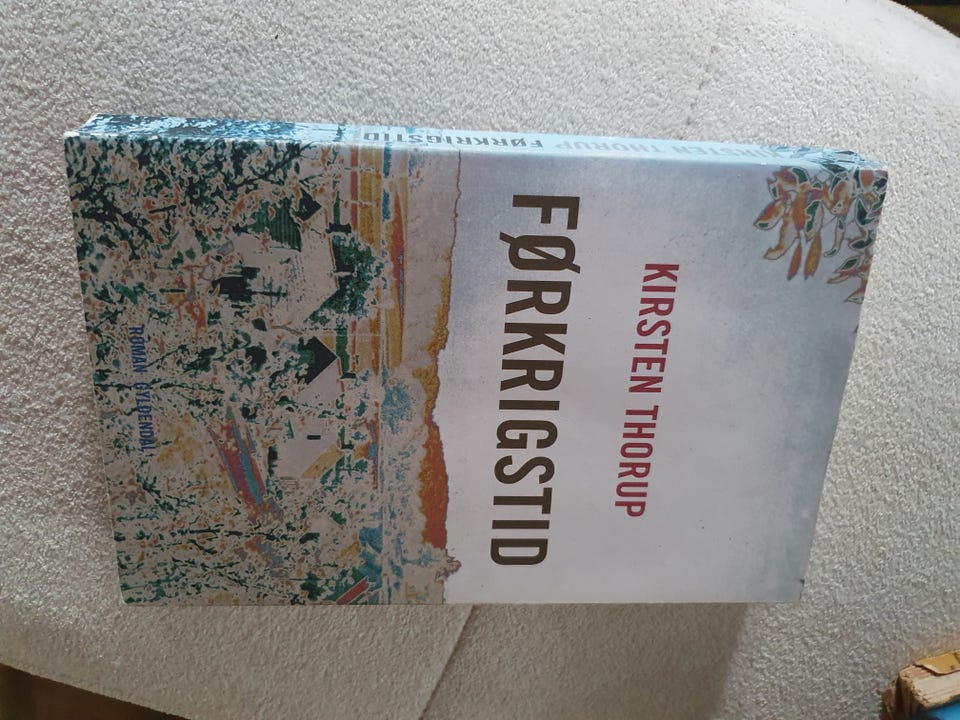 KIRSTEN THORUP
FØRKRIGSTID
ROMAN GYLDENDAL
KIRSTEN THORUP FØRKRIGSTID